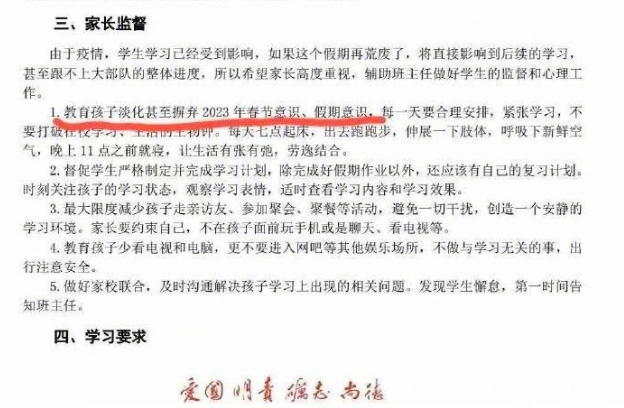 三、家长监督
由于疫情，学生学习已经受到影响，如果这个假期再荒废了，将直接影响到后续的学习，
甚至跟不上大部队的整体进度，所以希望家长高度重视，辅助班主任做好学生的监督和心理工
作。
1.教育孩子淡化甚至摒弃 2023 年春节意识、假期意识，每一天要合理安排，紧张学习，不
要打破在校学习、生活的生物钟。每天七点起床，出去跑跑步，伸展一下肢体，呼吸下新鲜空
气，晚上 11 点之前就寝，让生活有张有弛，劳逸结合。
2.督促学生严格制定并完成学习计划，除完成好假期作业以外，还应该有自己的复习计划。
时刻关注孩子的学习状态，观察学习表情，适时查看学习内容和学习效果。
3.最大限度减少孩子走亲访友、参加聚会、聚餐等活动，避免一切干扰，创造一个安静的
学习环境。家长要约束自己，不在孩子面前玩手机或是聊天、看电视等。
4.教育孩子少看电视和电脑，更不要进入网吧等其他娱乐场所，不做与学习无关的事，出
行注意安全。
5.做好家校联合，及时沟通解决孩子学习上出现的相关问题。发现学生懈怠，第一时间告
知班主任。
四、学习要求
爱国 明责 砺志 尚德